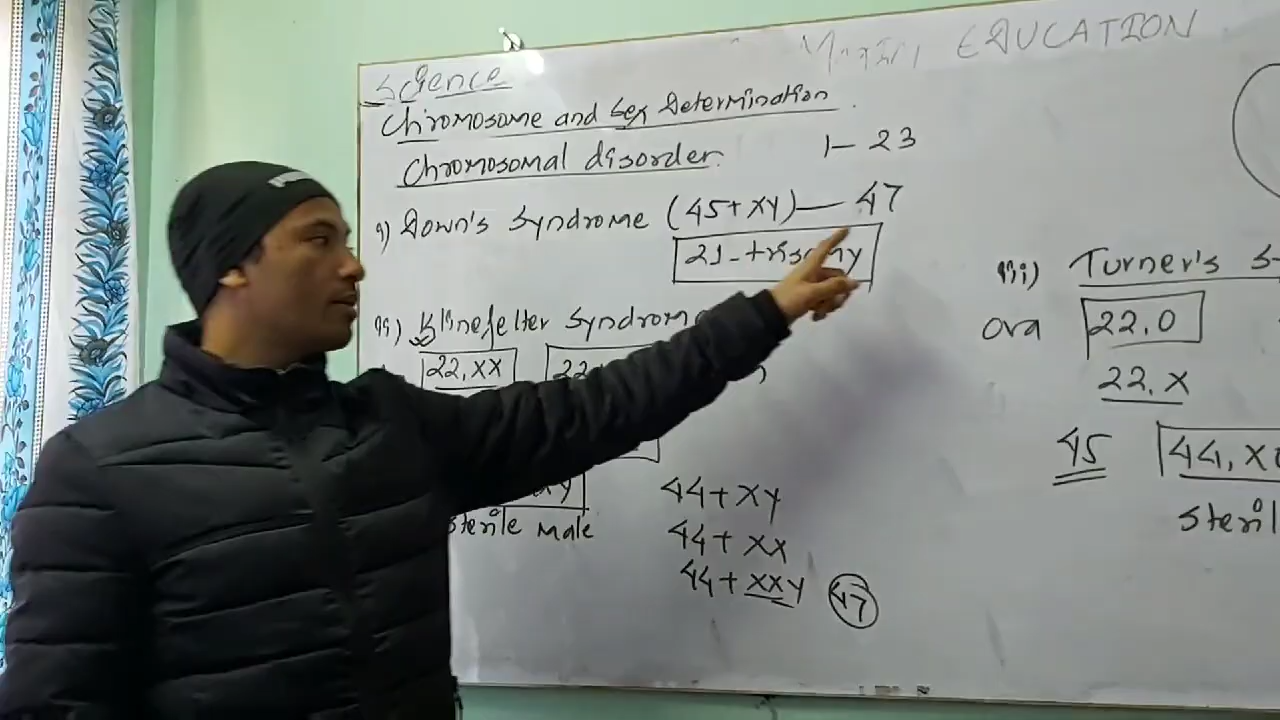 EDUCATION
Science
Chromosome and Sex Determination
Chromosomal disorder.
1-23
i) Down's Syndrome (45+XY)— 47
21-trisomy
ii) Klinefelter Syndrome
22,XX
22
44+XY
44+XX
44+XXY 47
Sterile Male
iii) Turner's S
Ova 22,0
22,X
45 44,XO
Steril